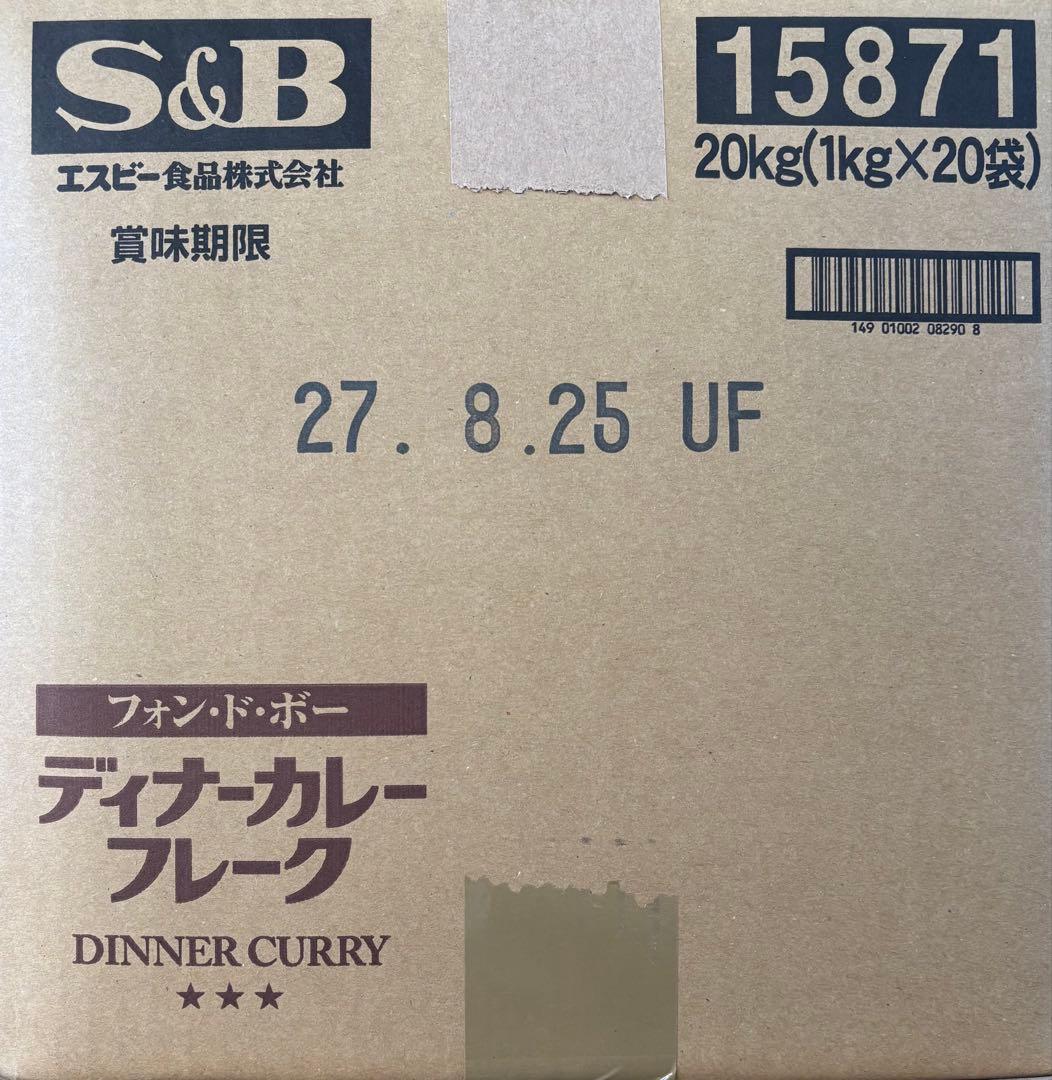 S&B
エスビー食品株式会社
賞味期限
15871
20kg(1kg×20袋)
149 01002 08290 8
27. 8.25 UF
フォン・ド・ボー
ディナーカレー
フレーク
DINNER CURRY
★★★